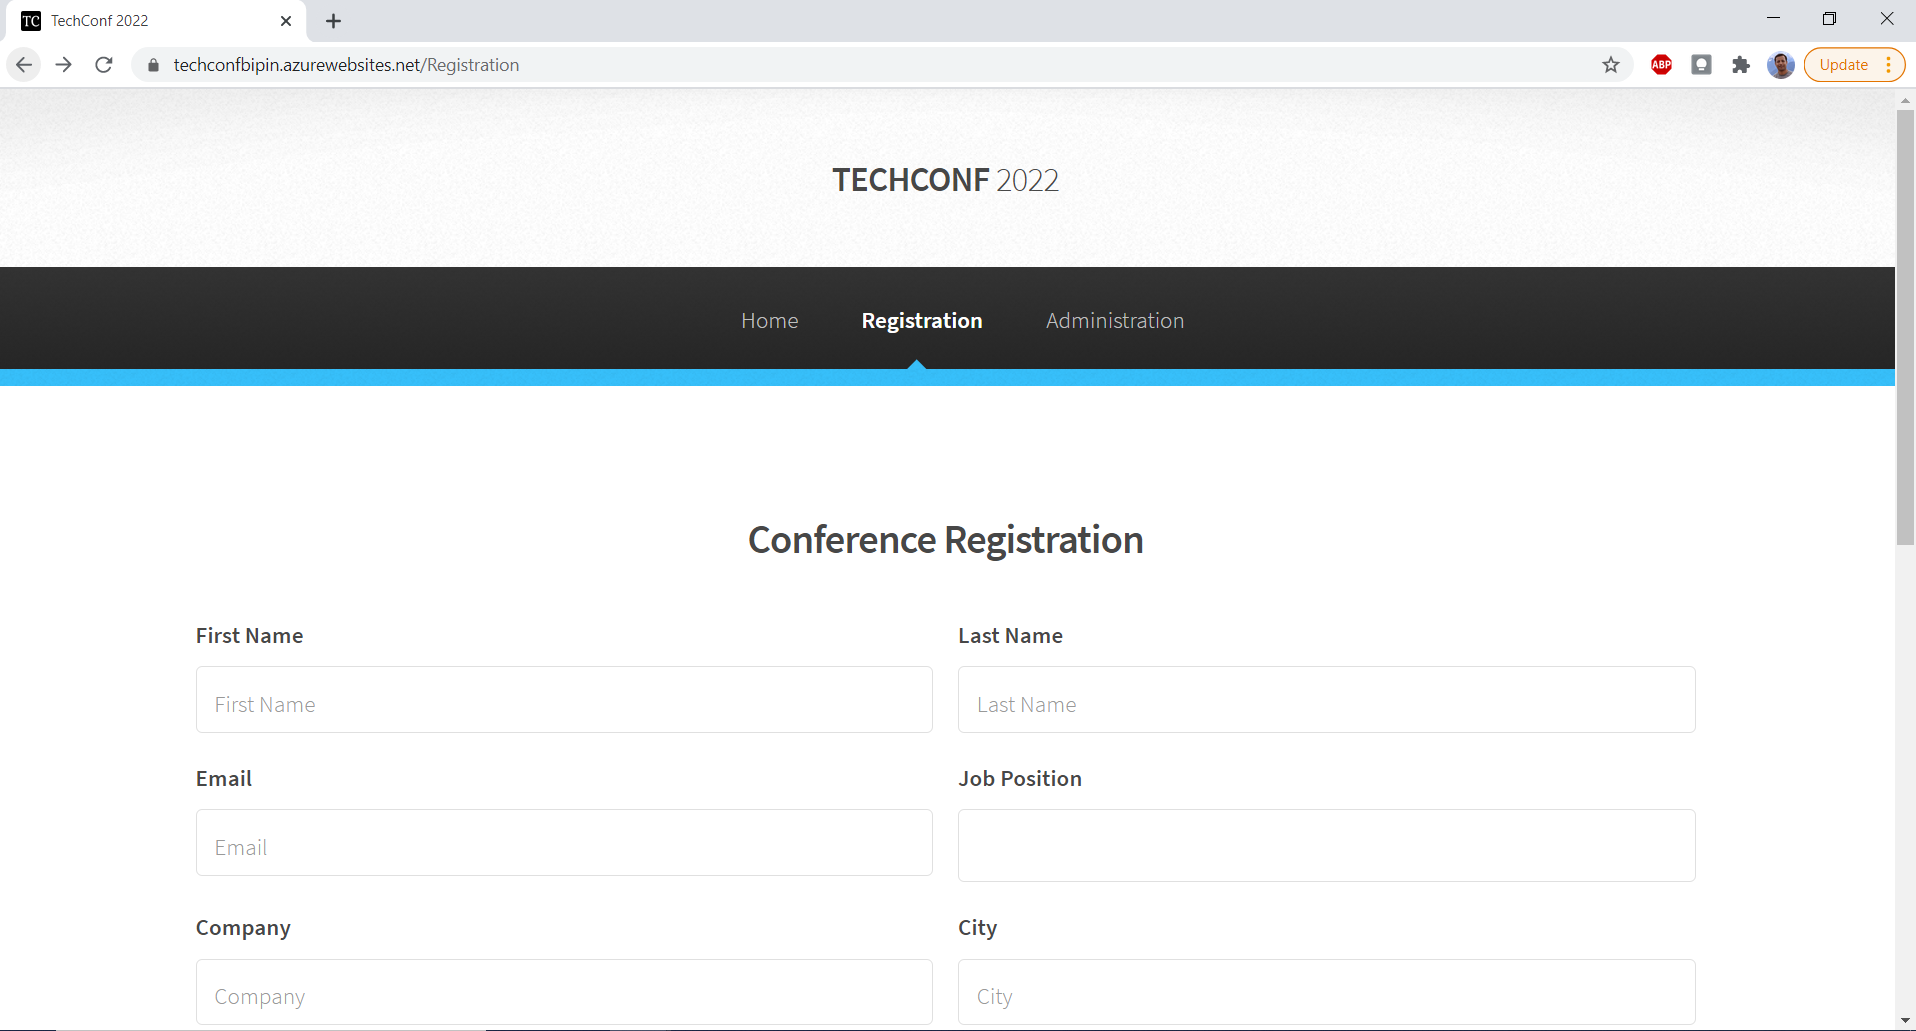 TC TechConf 2022
techconfbipin.azurewebsites.net/Registration
ABP
Update
TECHCONF 2022
Home Registration Administration
Conference Registration
First Name Last Name
First Name Last Name
Email Job Position
Email
Company City
Company City